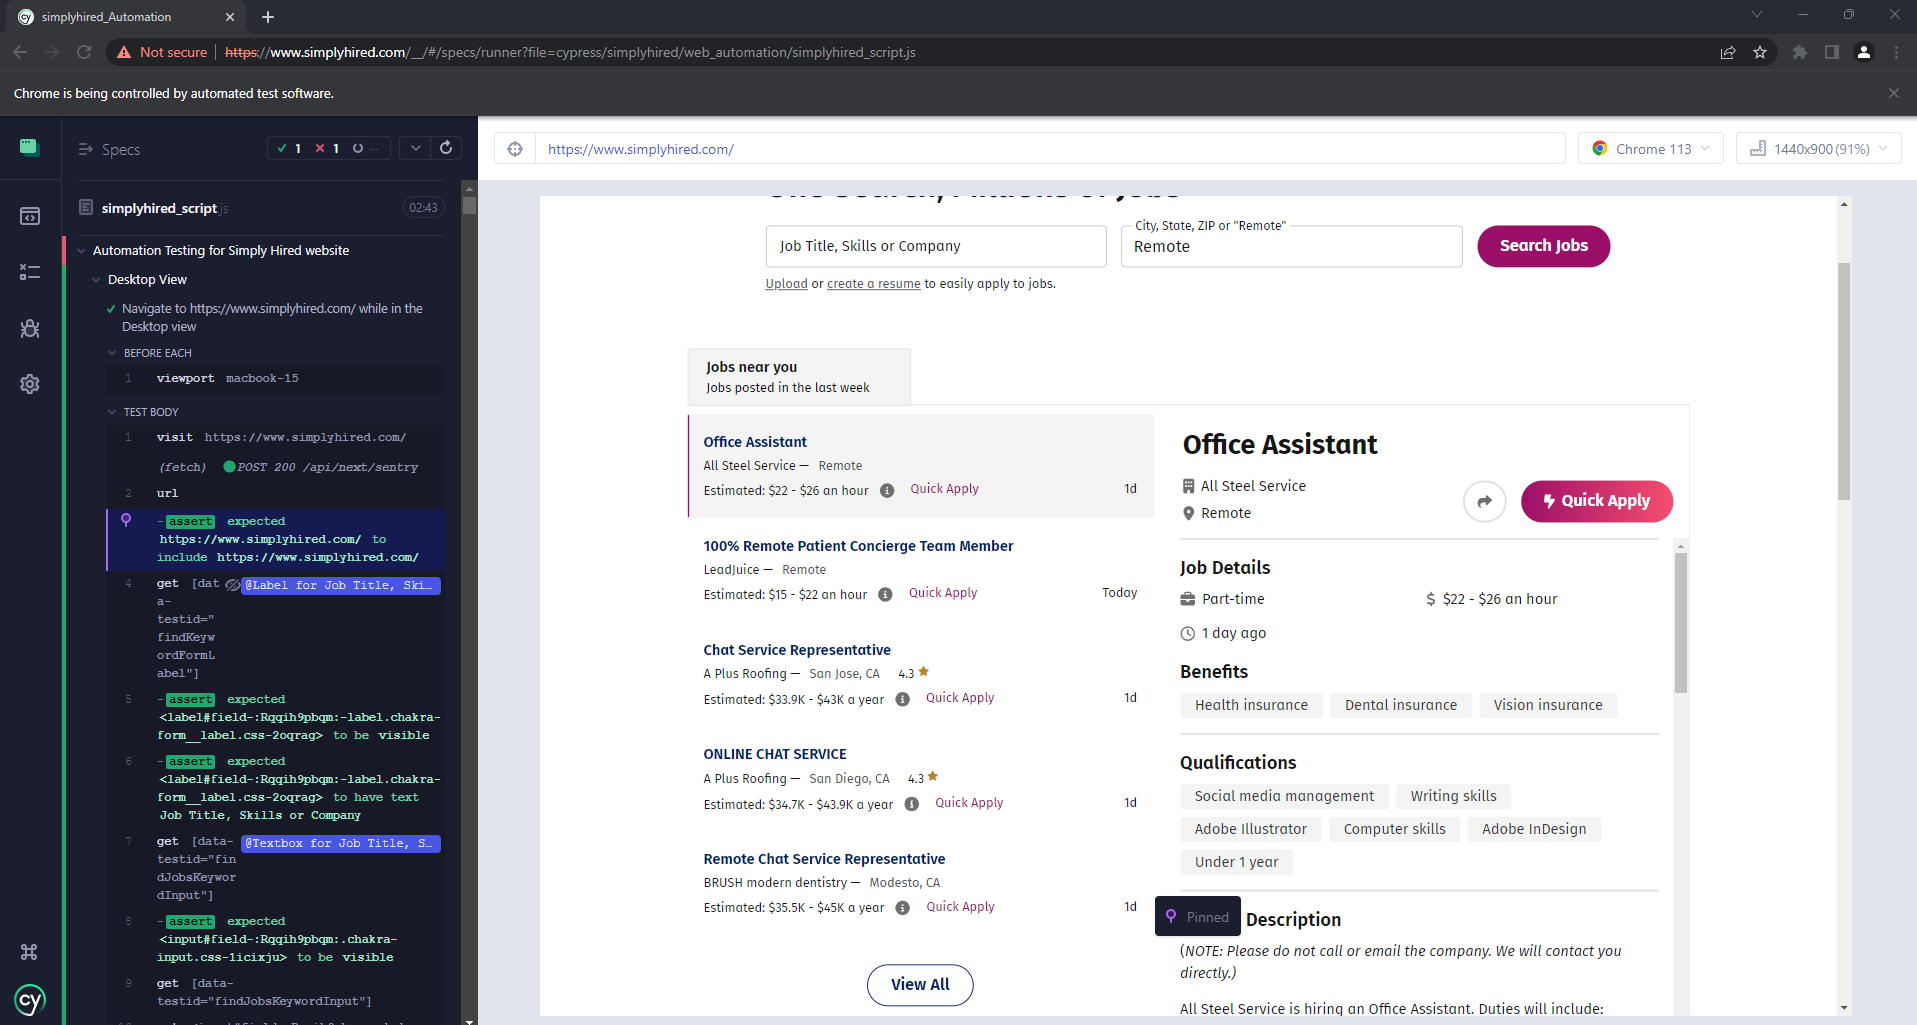 simplyhired_Automation
Not secure
https://www.simplyhired.com/__/#/specs/runner?file=cypress/simplyhired/web_automation/simplyhired_script.js
Chrome is being controlled by automated test software.
Specs
1
1
--
simplyhired_script.js
02:43
Automation Testing for Simply Hired website
Desktop View
Navigate to https://www.simplyhired.com/ while in the
Desktop view
BEFORE EACH
1 viewport macbook-15
TEST BODY
1 visit https://www.simplyhired.com/
(fetch) POST 200 /api/next/sentry
2 url
-assert expected
https://www.simplyhired.com/ to
include https://www.simplyhired.com/
4 get [dat @Label for Job Title, Ski…
a-
testid="
findKeyw
ordFormL
abel"]
5 -assert expected
<label#field-:Rqqih9pbqm:-label.chakra-
form__label.css-2oqrag> to be visible
6 -assert expected
<label#field-:Rqqih9pbqm:-label.chakra-
form__label.css-2oqrag> to have text
Job Title, Skills or Company
7 get [data- @Textbox for Job Title, S…
testid="fin
dJobsKeywor
dInput"]
8 -assert expected
<input#field-:Rqqih9pbqm:.chakra-
input.css-1icixju> to be visible
9 get [data-
testid="findJobsKeywordInput"]
cy
https://www.simplyhired.com/
Chrome 113
1440x900 (91%)
Job Title, Skills or Company
City, State, ZIP or "Remote"
Remote
Search Jobs
Upload or create a resume to easily apply to jobs.
Jobs near you
Jobs posted in the last week
Office Assistant
All Steel Service — Remote
Estimated: $22 - $26 an hour Quick Apply 1d
100% Remote Patient Concierge Team Member
LeadJuice — Remote
Estimated: $15 - $22 an hour Quick Apply Today
Chat Service Representative
A Plus Roofing — San Jose, CA 4.3
Estimated: $33.9K - $43K a year Quick Apply 1d
ONLINE CHAT SERVICE
A Plus Roofing — San Diego, CA 4.3
Estimated: $34.7K - $43.9K a year Quick Apply 1d
Remote Chat Service Representative
BRUSH modern dentistry — Modesto, CA
Estimated: $35.5K - $45K a year Quick Apply 1d
View All
Office Assistant
All Steel Service
Remote
Quick Apply
Job Details
Part-time
$ $22 - $26 an hour
1 day ago
Benefits
Health insurance Dental insurance Vision insurance
Qualifications
Social media management Writing skills
Adobe Illustrator Computer skills Adobe InDesign
Under 1 year
Pinned
Description
(NOTE: Please do not call or email the company. We will contact you
directly.)
All Steel Service is hiring an Office Assistant. Duties will include: